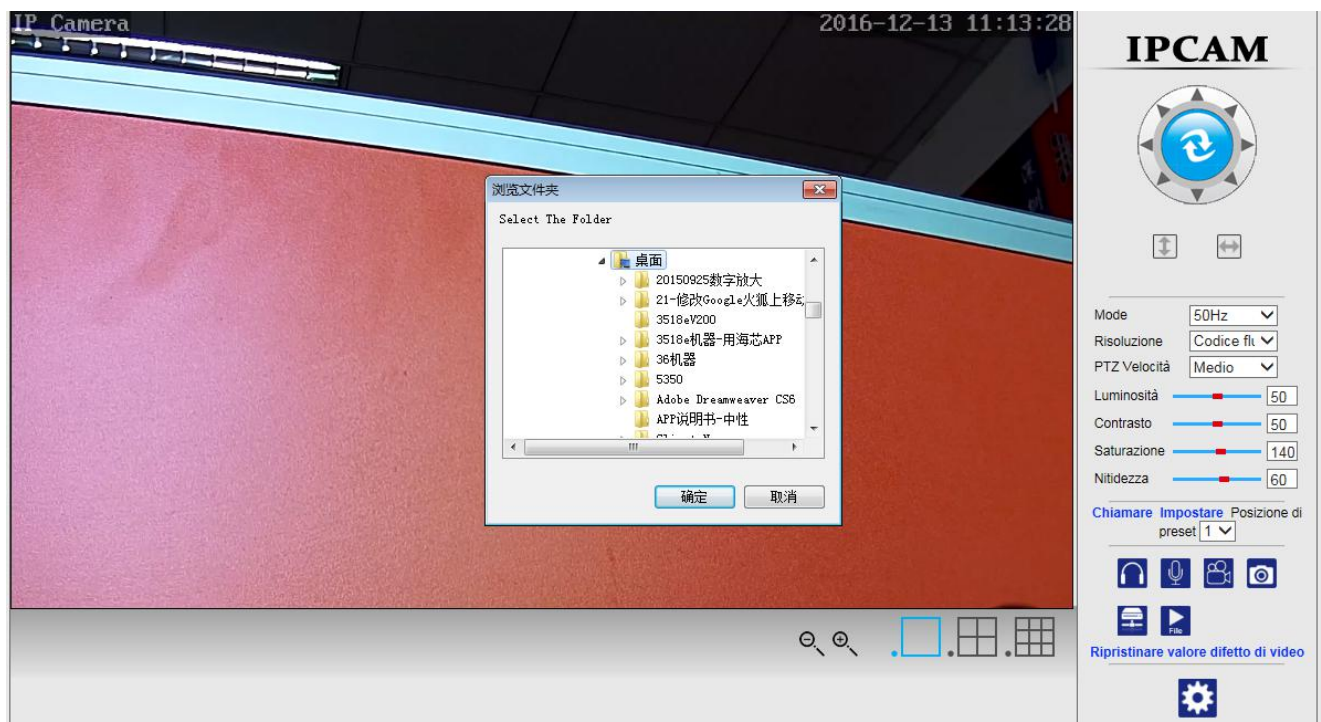 IP Camera
2016-12-13 11:13:28
浏览文件夹
Select The Folder
桌面
20150925数字放大
21-修改Google火狐上移
3518eV200
3518e机器-用海芯APP
36机器
5350
Adobe Dreamweaver CS6
APP说明书-中性
确定
取消
IPCAM
Mode 50Hz
Risoluzione Codice flu
PTZ Velocità Medio
Luminosità 50
Contrasto 50
Saturazione 140
Nitidezza 60
Chiamare Impostare Posizione di
preset 1
File
Ripristinare valore difetto di video